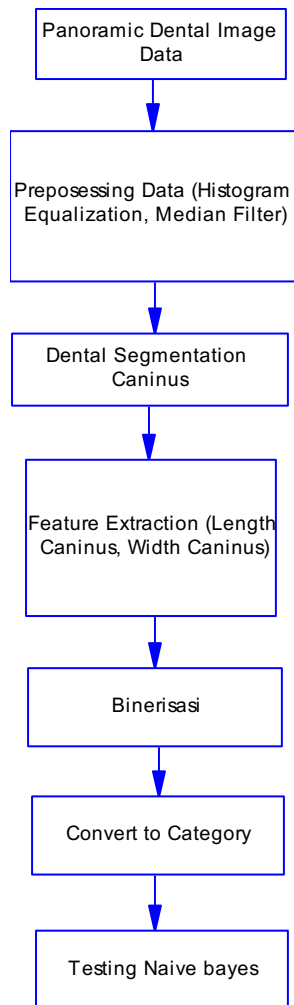 Panoramic Dental Image
Data
Preposessing Data (Histogram
Equalization, Median Filter)
Dental Segmentation
Caninus
Feature Extraction (Length
Caninus, Width Caninus)
Binerisasi
Convert to Category
Testing Naive bayes